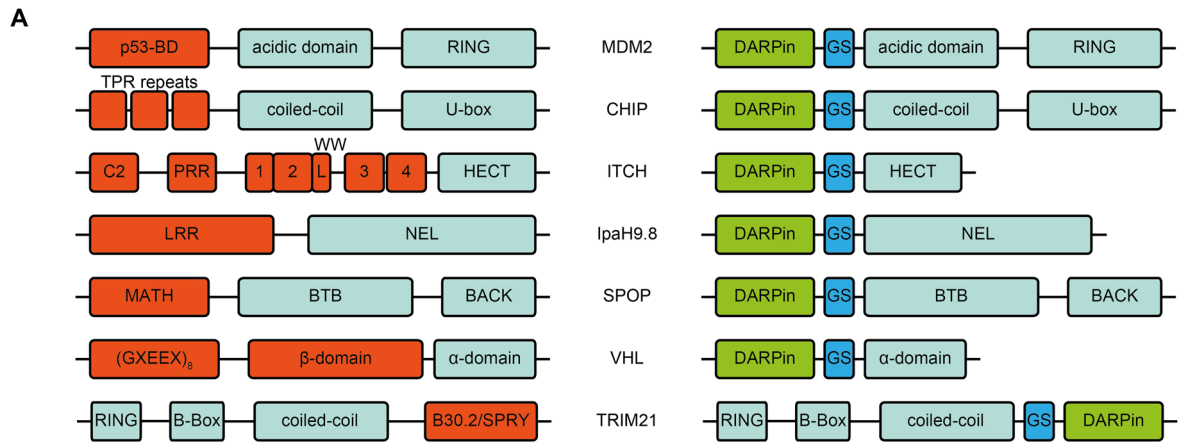 A
p53-BD acidic domain RING MDM2 DARPin GS acidic domain RING
TPR repeats
coiled-coil U-box CHIP DARPin GS coiled-coil U-box
WW
C2 PRR 1 2 L 3 4 HECT ITCH DARPin GS HECT
LRR NEL IpaH9.8 DARPin GS NEL
MATH BTB BACK SPOP DARPin GS BTB BACK
(GXEEX)₈ β-domain α-domain VHL DARPin GS α-domain
RING B-Box coiled-coil B30.2/SPRY TRIM21 RING B-Box coiled-coil GS DARPin